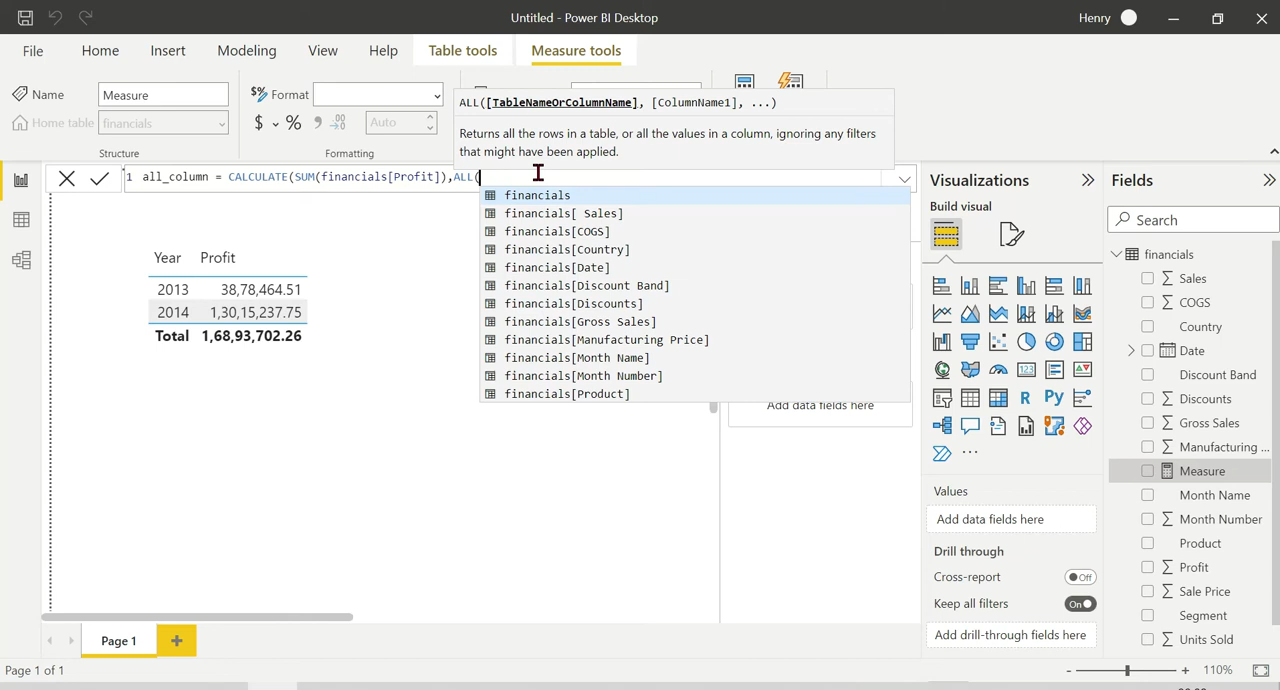 Untitled - Power BI Desktop
Henry
File
Home
Insert
Modeling
View
Help
Table tools
Measure tools
Name
Measure
Format
Home table
financials
$
%
Auto
Structure
Formatting
ALL([TableNameOrColumnName], [ColumnName1], ...)
Returns all the rows in a table, or all the values in a column, ignoring any filters
that might have been applied.
1 all_column = CALCULATE(SUM(financials[Profit]),ALL(
financials
financials[ Sales]
financials[COGS]
financials[Country]
financials[Date]
financials[Discount Band]
financials[Discounts]
financials[Gross Sales]
financials[Manufacturing Price]
financials[Month Name]
financials[Month Number]
financials[Product]
Year Profit
2013 38,78,464.51
2014 1,30,15,237.75
Total 1,68,93,702.26
Add data fields here
Visualizations
Build visual
R
Py
123
...
Values
Add data fields here
Drill through
Cross-report
Off
Keep all filters
On
Add drill-through fields here
Fields
Search
financials
Sales
COGS
Country
Date
Discount Band
Discounts
Gross Sales
Manufacturing ...
Measure
Month Name
Month Number
Product
Profit
Sale Price
Segment
Units Sold
Page 1
+
Page 1 of 1
- + 110%